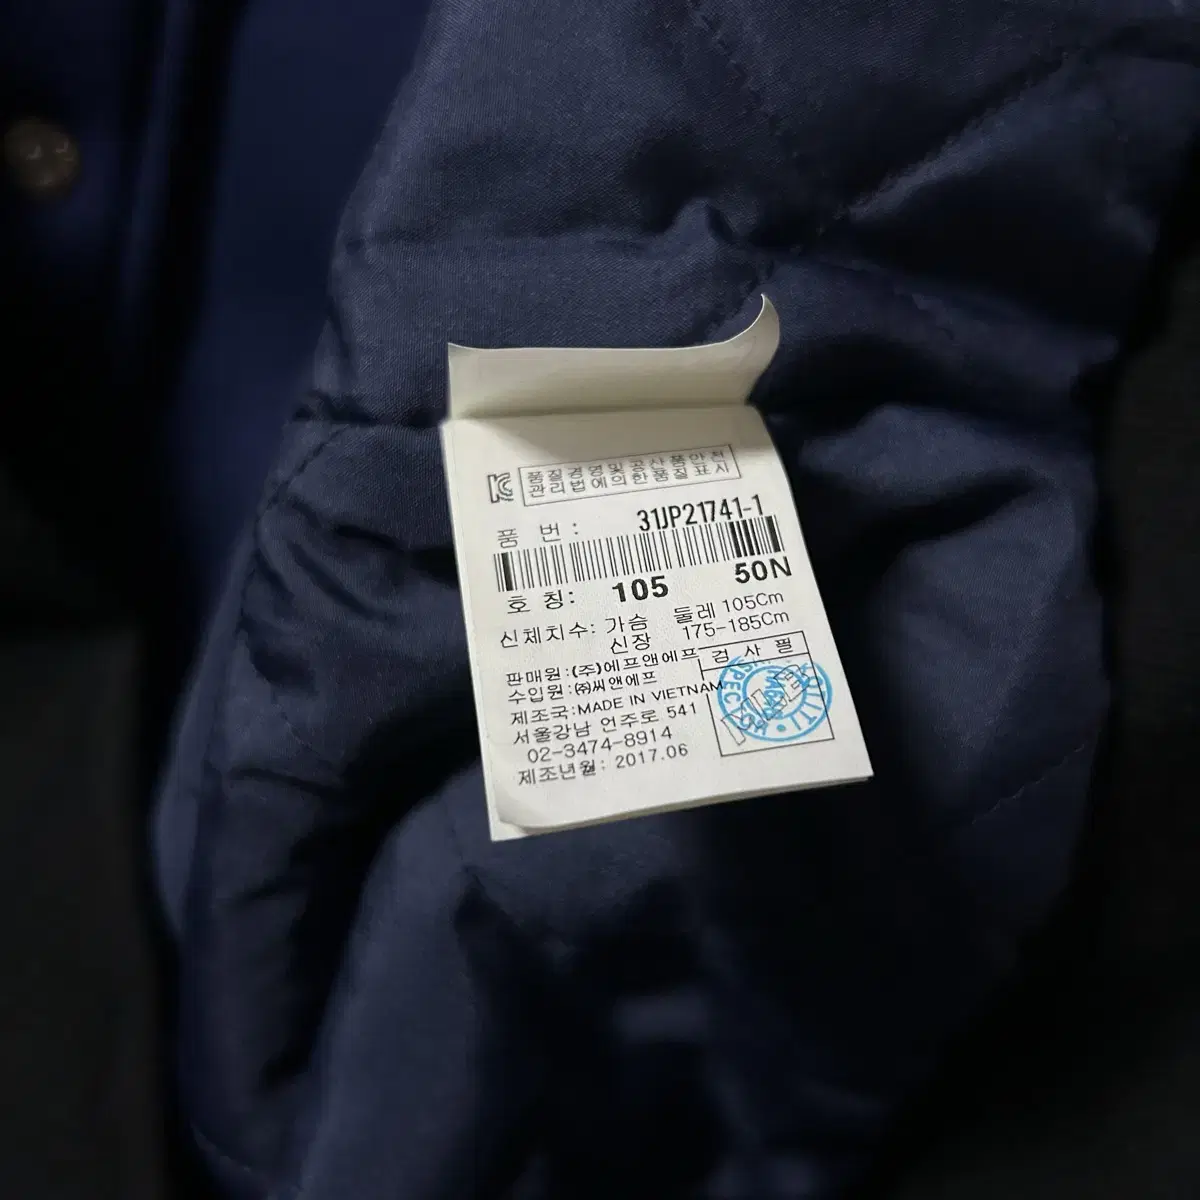 품질경영및공산품안전
관리법에의한품질표시
품 번: 31JP21741-1
호 칭: 105 50N
신체치수: 가슴 둘레 105Cm
신장 175-185Cm
판매원:(주)에프앤에프
수입원:㈜씨앤에프
제조국:MADE IN VIETNAM
서울강남 언주로 541
02-3474-8914
제조년월: 2017.06
검 사 필